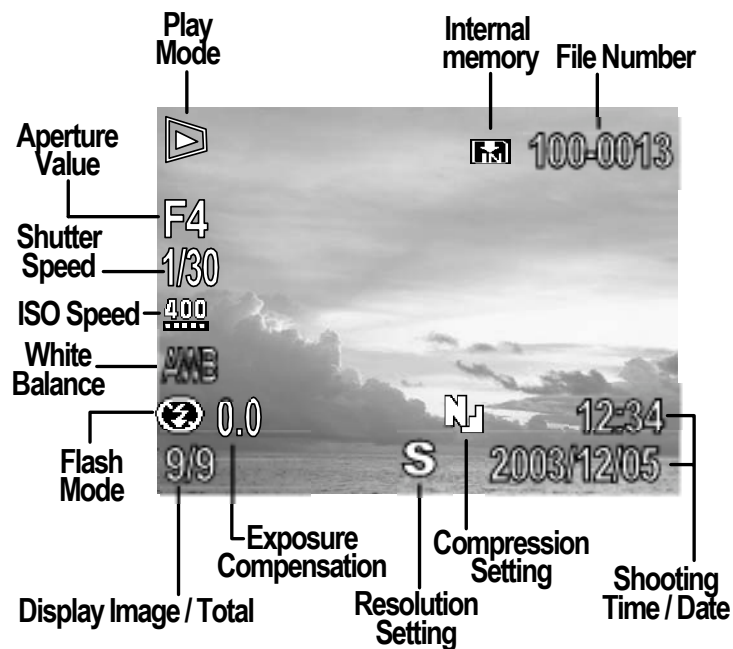 Play
Mode
Internal
memory
File Number
Aperture
Value
100-0013
F4
Shutter
Speed
1/30
ISO Speed
400
White
Balance
AWB
0.0
N
12:34
Flash
Mode
9/9
S
2003/12/05
Exposure
Compensation
Compression
Setting
Display Image / Total
Resolution
Setting
Shooting
Time / Date